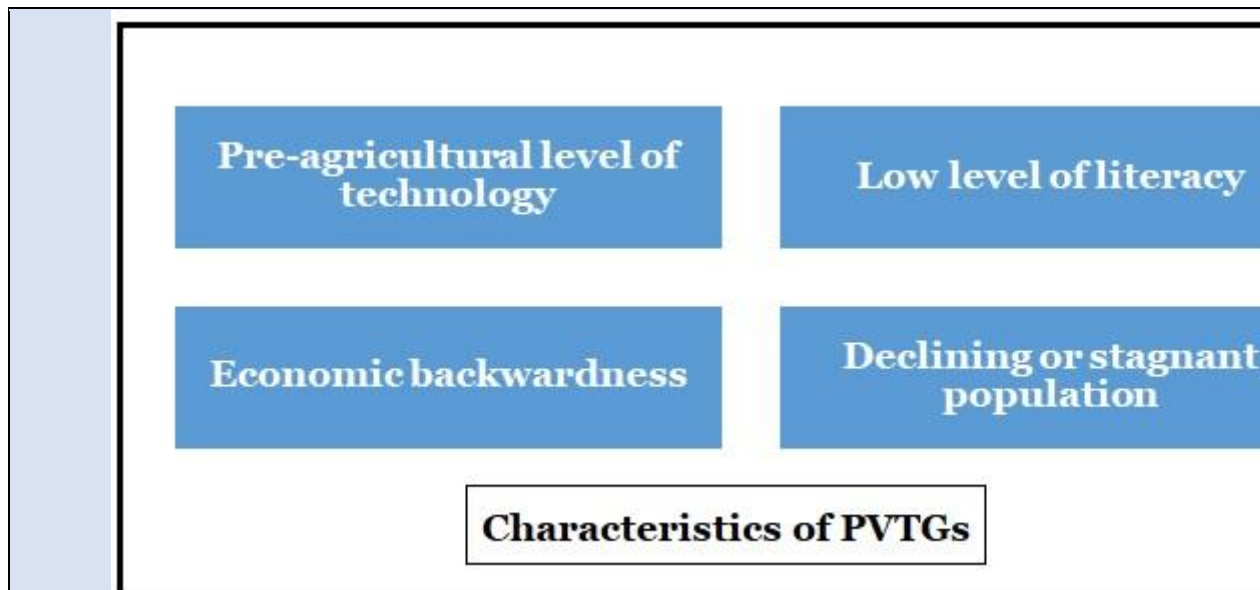 Pre-agricultural level of
technology
Low level of literacy
Economic backwardness
Declining or stagnant
population
Characteristics of PVTGs